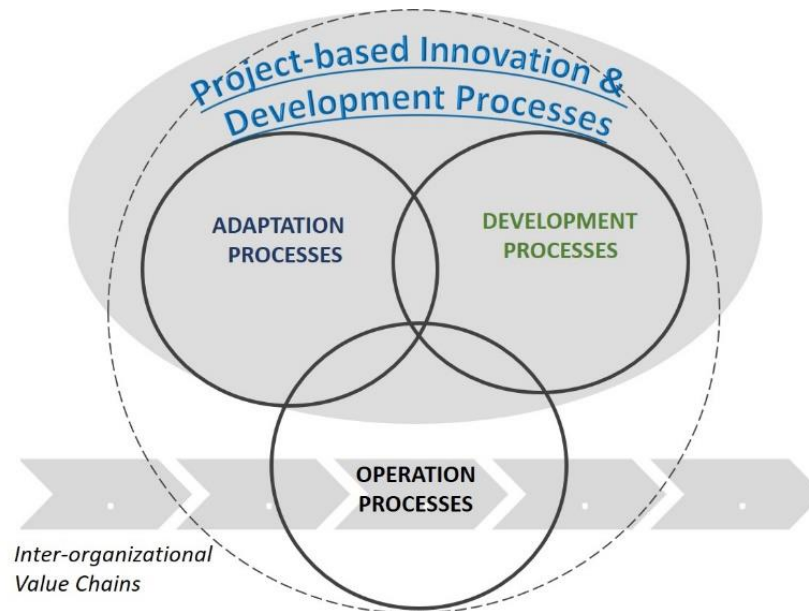 Project-based Innovation &
Development Processes
ADAPTATION
PROCESSES
DEVELOPMENT
PROCESSES
OPERATION
PROCESSES
Inter-organizational
Value Chains